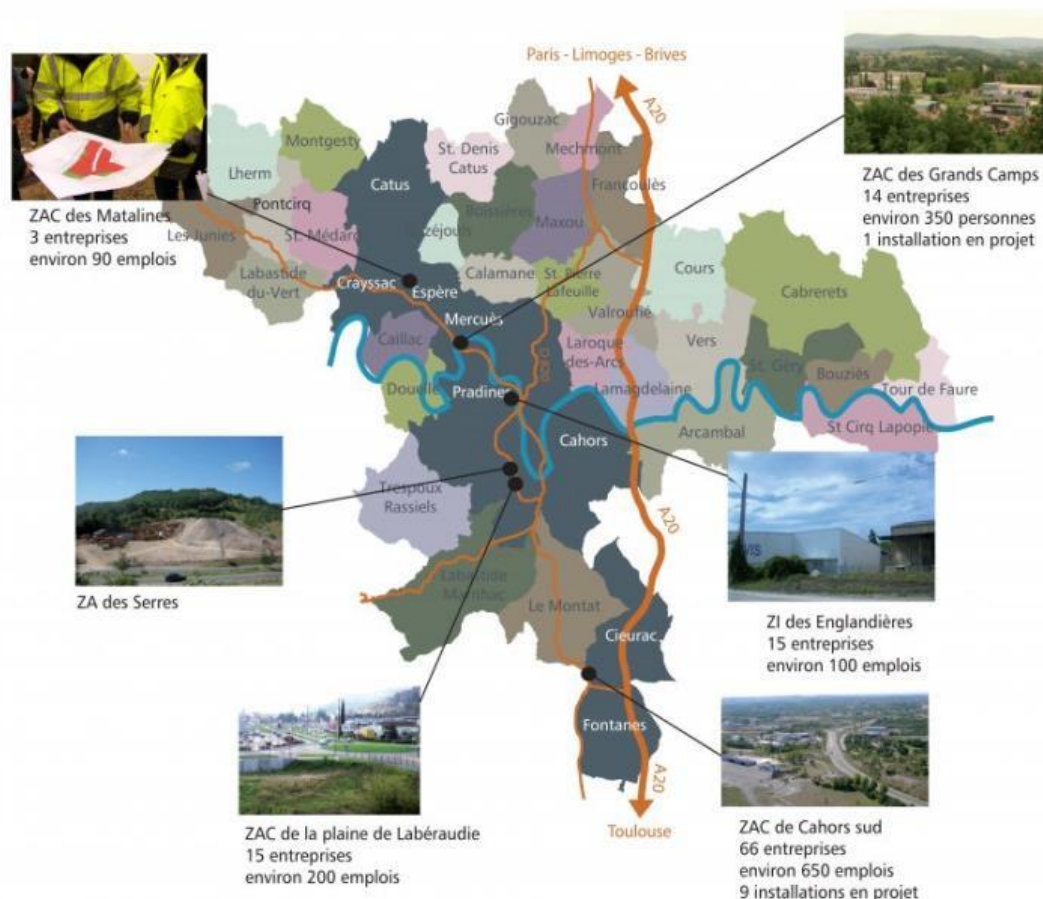 Paris - Limoges - Brives
A20
Gigouzac
Montgesty
St. Denis
Catus
Mechmont
Lherm
Catus
Francoulès
ZAC des Matalines
3 entreprises
environ 90 emplois
ZAC des Grands Camps
14 entreprises
environ 350 personnes
1 installation en projet
Pontcirq
Boissières
Maxou
St. Médard
Les Junies
Calamane
St. Pierre
Lafeuille
Cours
Labastide
du-Vert
Crayssac
Espère
Cabrerets
Valroufié
Mercuès
Vers
Caillac
Laroque
des-Arcs
St. Géry
Bouziès
Douelle
Pradines
Lamagdelaine
Tour de Faure
Cahors
Arcambal
St Cirq Lapopie
Trespoux
Rassiels
A20
VIS
ZA des Serres
Labastide
Marnhac
Le Montat
ZI des Englandières
15 entreprises
environ 100 emplois
Cieurac
Fontanes
A20
Toulouse
ZAC de la plaine de Labéraudie
15 entreprises
environ 200 emplois
ZAC de Cahors sud
66 entreprises
environ 650 emplois
9 installations en projet